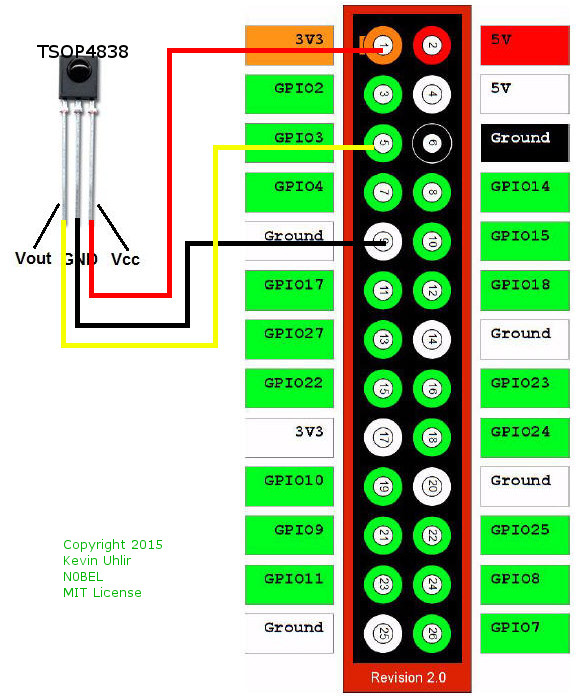 TSOP4838
Vout GND Vcc
3V3 1 2 5V
GPIO2 3 4 5V
GPIO3 5 6 Ground
GPIO4 7 8 GPIO14
Ground 9 10 GPIO15
GPIO17 11 12 GPIO18
GPIO27 13 14 Ground
GPIO22 15 16 GPIO23
3V3 17 18 GPIO24
GPIO10 19 20 Ground
GPIO9 21 22 GPIO25
GPIO11 23 24 GPIO8
Ground 25 26 GPIO7
Revision 2.0
Copyright 2015
Kevin Uhlir
N0BEL
MIT License